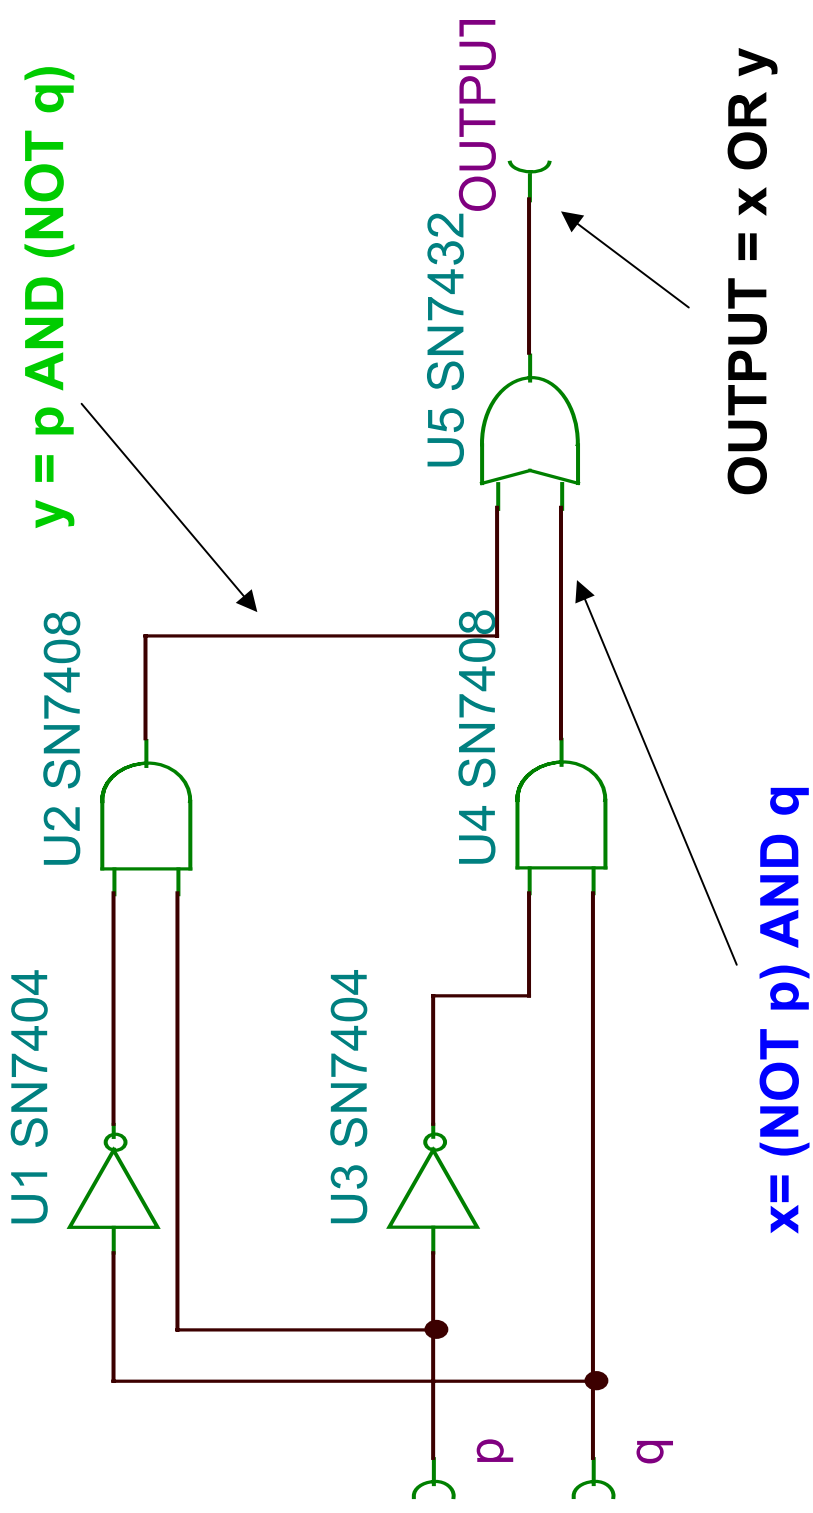 y = p AND (NOT q)
U1 SN7404
U2 SN7408
U5 SN7432
OUTPUT
U3 SN7404
U4 SN7408
p
q
x= (NOT p) AND q
OUTPUT = x OR y